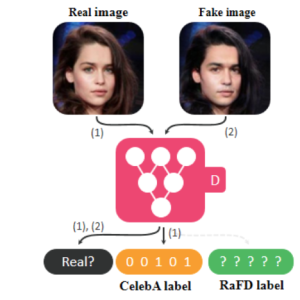 Real image Fake image
(1) (2)
D
(1), (2) (1)
Real? 0 0 1 0 1 ? ? ? ? ?
CelebA label RaFD label